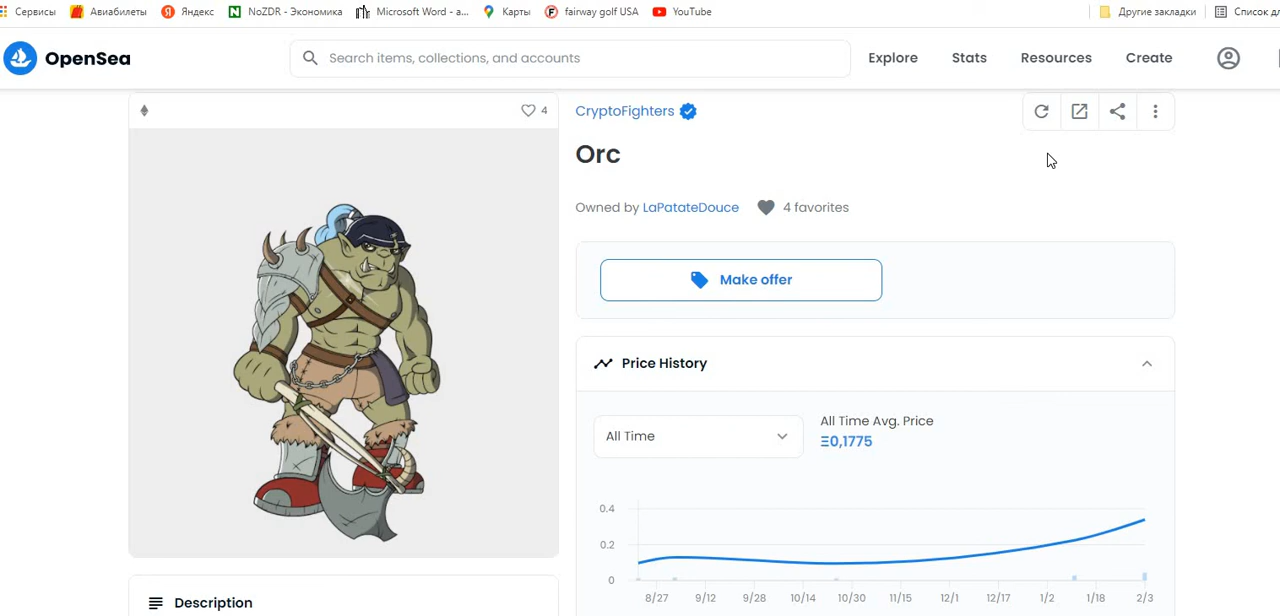 Сервисы Авиабилеты Яндекс NoZDR - Экономика Microsoft Word - a... Карты fairway golf USA YouTube Другие закладки
OpenSea Search items, collections, and accounts Explore Stats Resources Create
4
CryptoFighters
Orc
Owned by LaPatateDouce 4 favorites
Make offer
Price History
All Time
All Time Avg. Price
Ξ0,1775
0.4
0.2
0
8/27 9/12 9/28 10/14 10/30 11/15 12/1 12/17 1/2 1/18 2/3
Description